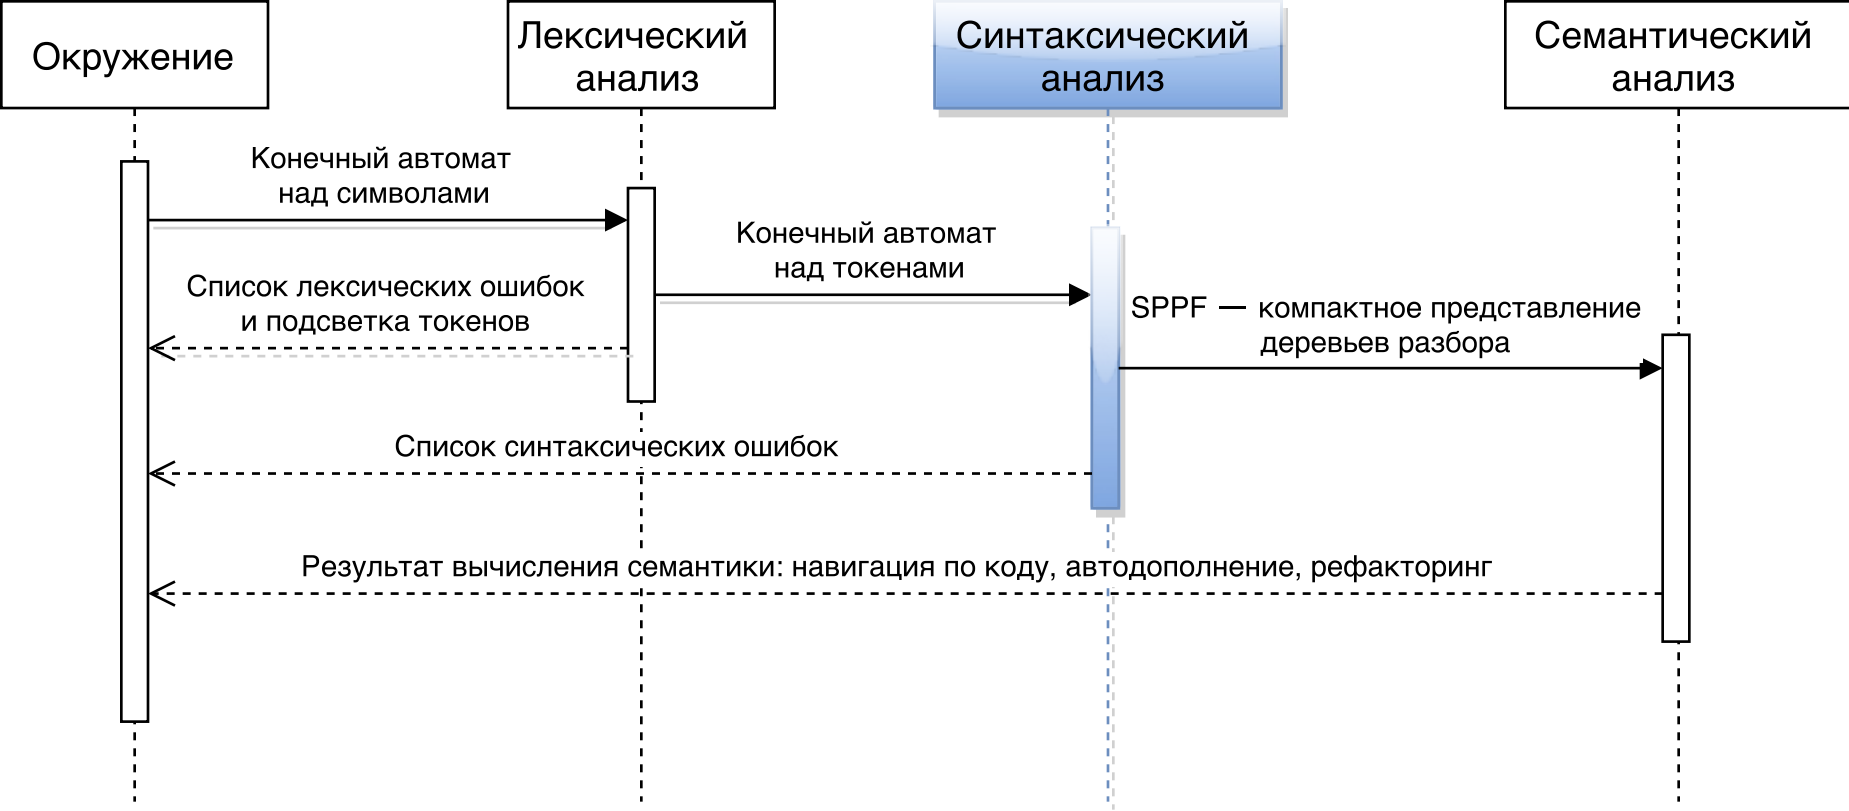 Окружение
Лексический
анализ
Синтаксический
анализ
Семантический
анализ
Конечный автомат
над символами
Конечный автомат
над токенами
Список лексических ошибок
и подсветка токенов
SPPF — компактное представление
деревьев разбора
Список синтаксических ошибок
Результат вычисления семантики: навигация по коду, автодополнение, рефакторинг